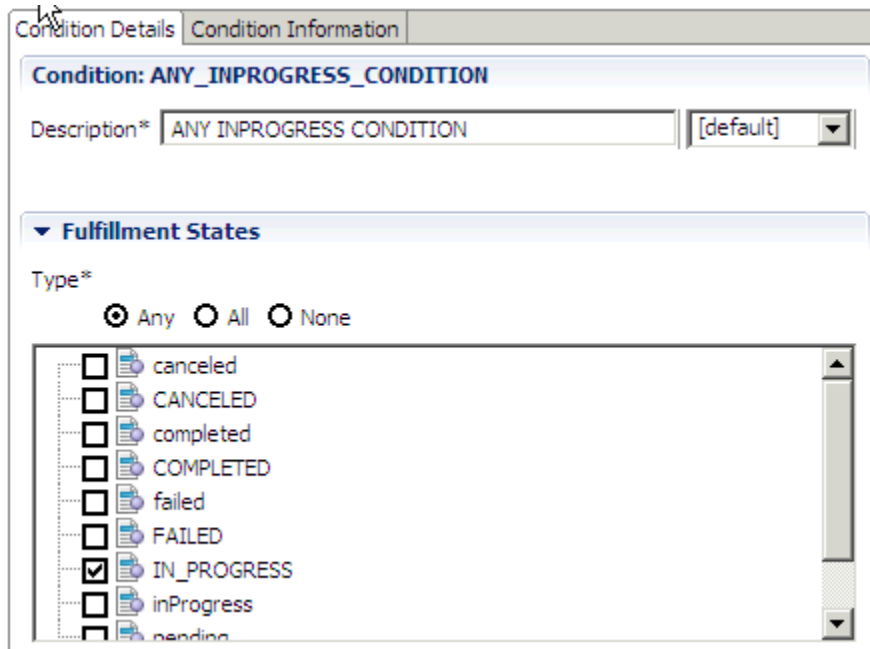 Condition Details Condition Information
Condition: ANY_INPROGRESS_CONDITION
Description* ANY INPROGRESS CONDITION [default]
Fulfillment States
Type*
Any All None
canceled
CANCELED
completed
COMPLETED
failed
FAILED
IN_PROGRESS
inProgress
pending